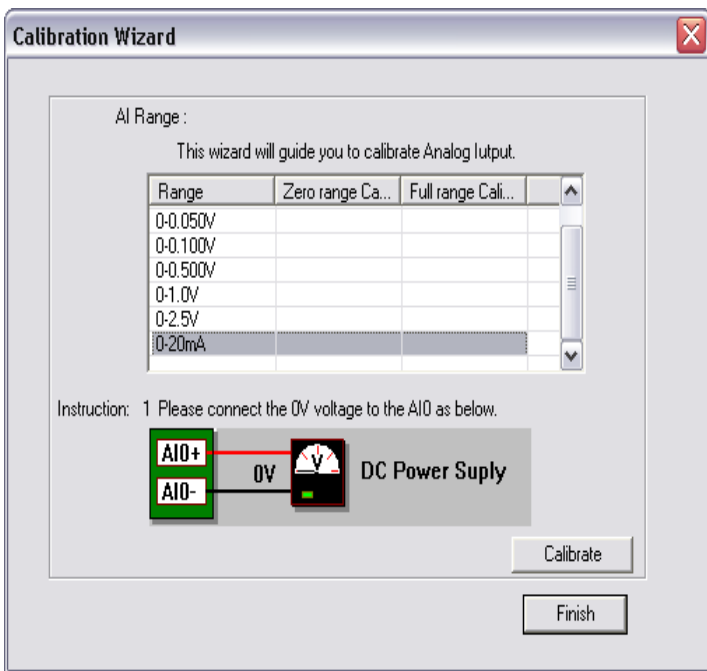 Calibration Wizard
AI Range :
This wizard will guide you to calibrate Analog Iutput.
Range Zero range Ca... Full range Cali...
0-0.050V
0-0.100V
0-0.500V
0-1.0V
0-2.5V
0-20mA
Instruction: 1 Please connect the 0V voltage to the AI0 as below.
AI0+
0V V DC Power Suply
AI0-
Calibrate
Finish